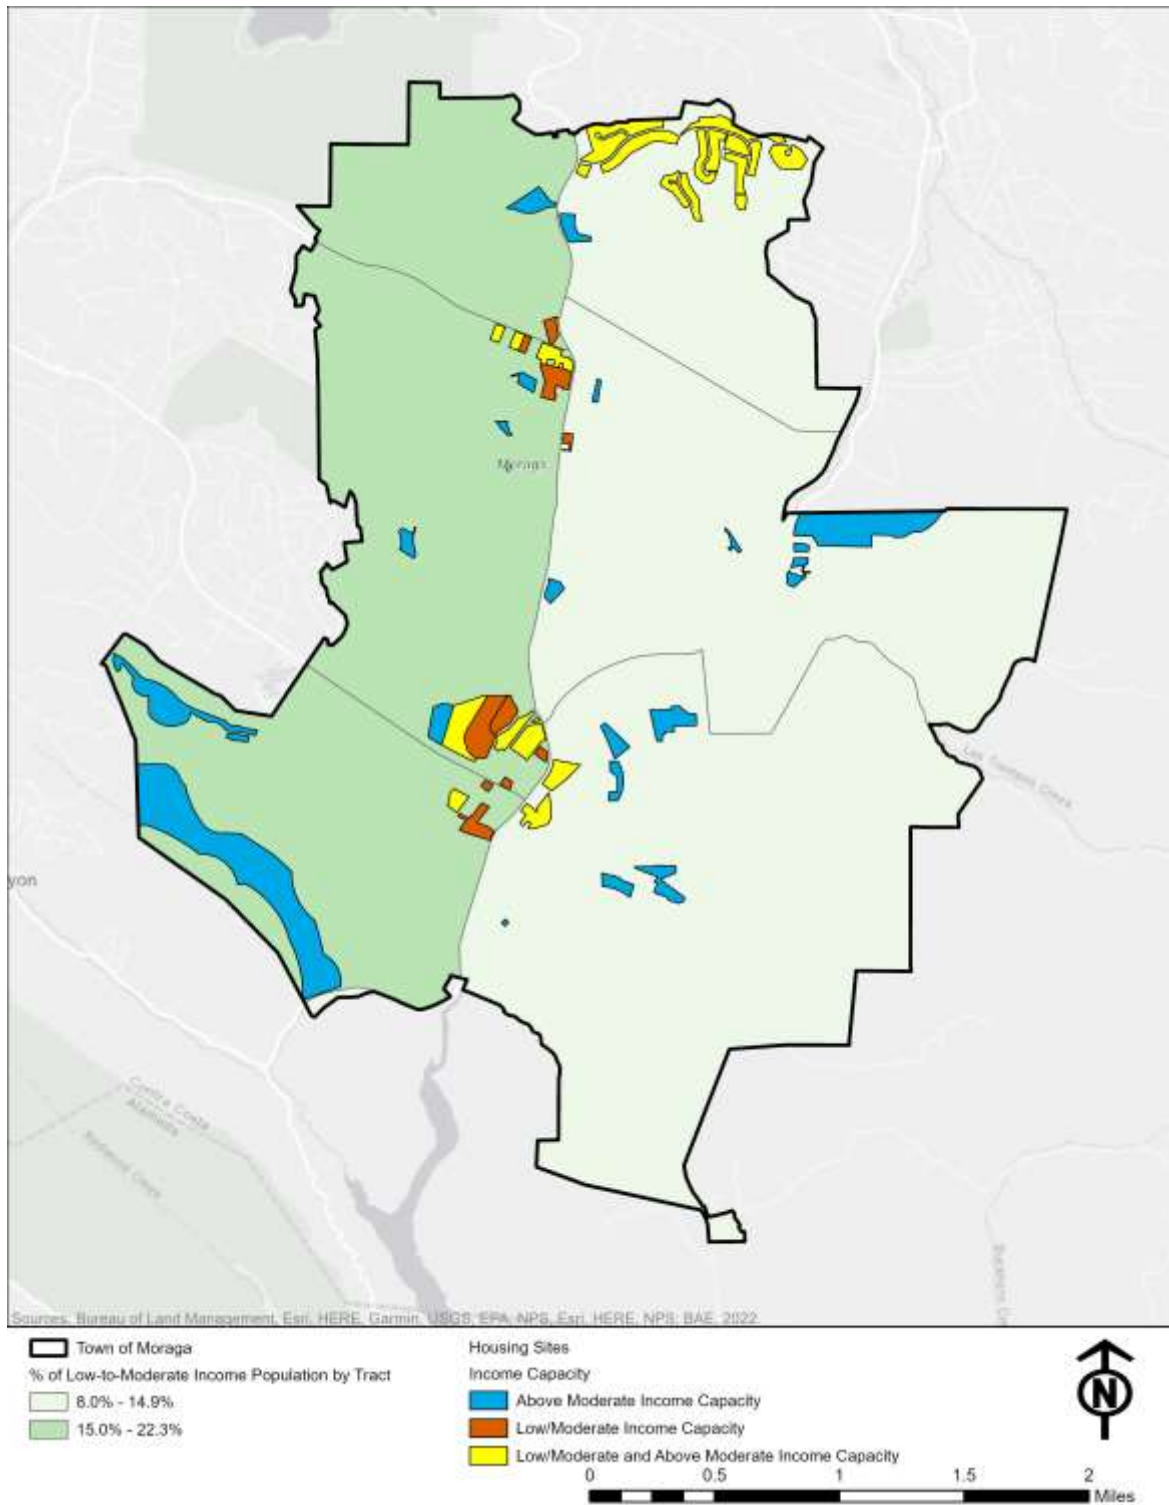 Moraga
Las Trampas Creek
yon
Contra Costa
Alameda
Redwood Creek
Sources, Bureau of Land Management, Esri, HERE, Garmin, USGS, EPA, NPS, Esri, HERE, NPS; BAE, 2022.
Town of Moraga
% of Low-to-Moderate Income Population by Tract
8.0% - 14.9%
15.0% - 22.3%
Housing Sites
Income Capacity
Above Moderate Income Capacity
Low/Moderate Income Capacity
Low/Moderate and Above Moderate Income Capacity
N
0 0.5 1 1.5 2
Miles